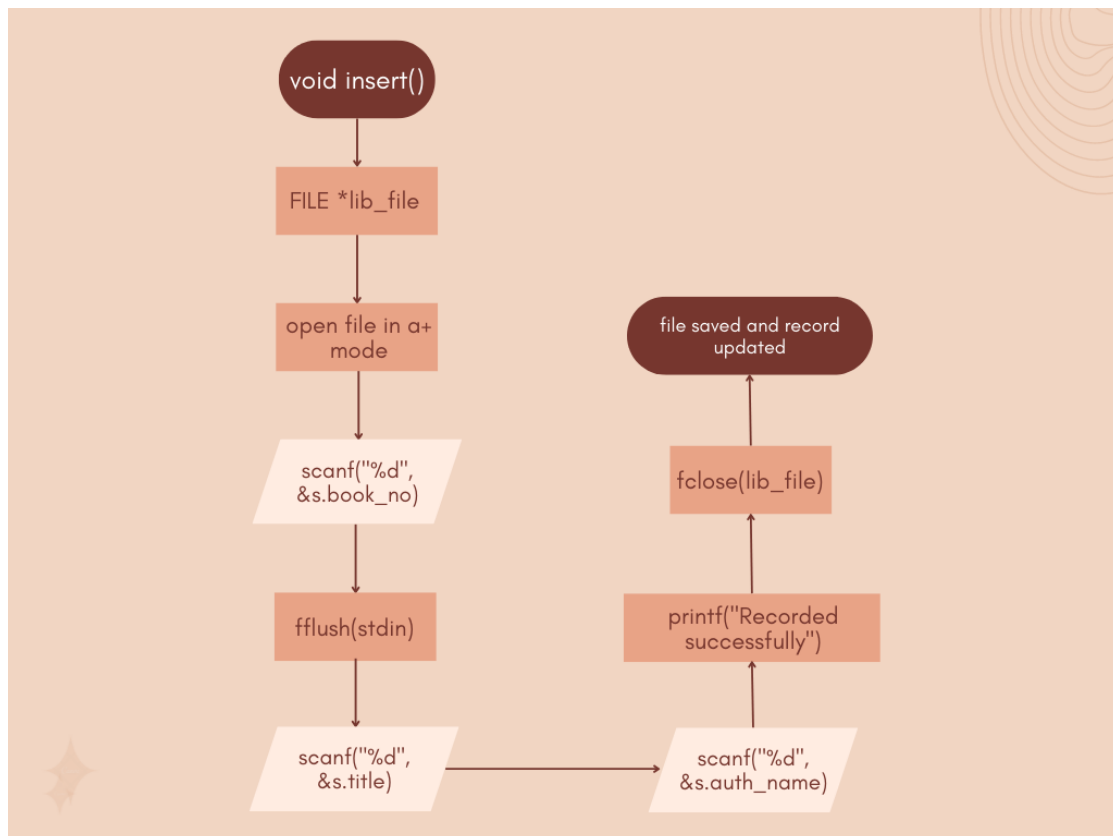 void insert()
FILE *lib_file
open file in a+
mode
scanf("%d",
&s.book_no)
fflush(stdin)
scanf("%d",
&s.title)
scanf("%d",
&s.auth_name)
printf("Recorded
successfully")
fclose(lib_file)
file saved and record
updated